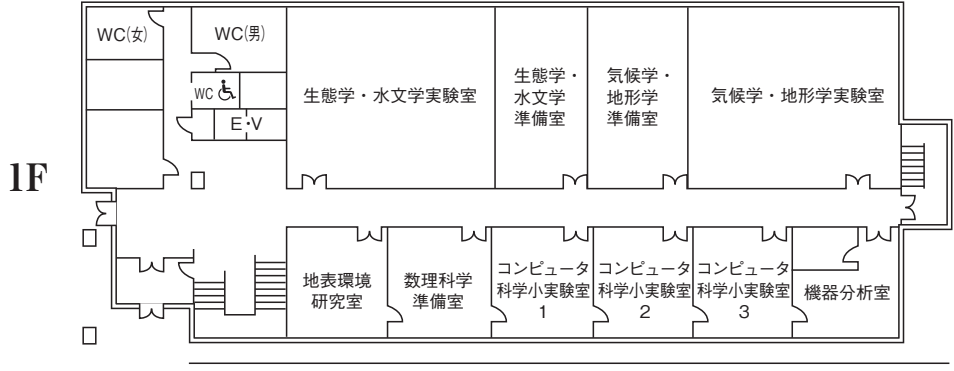 1F
WC(女)
WC(男)
WC
E・V
生態学・水文学実験室
生態学・
水文学
準備室
気候学・
地形学
準備室
気候学・地形学実験室
地表環境
研究室
数理科学
準備室
コンピュータ
科学小実験室
1
コンピュータ
科学小実験室
2
コンピュータ
科学小実験室
3
機器分析室